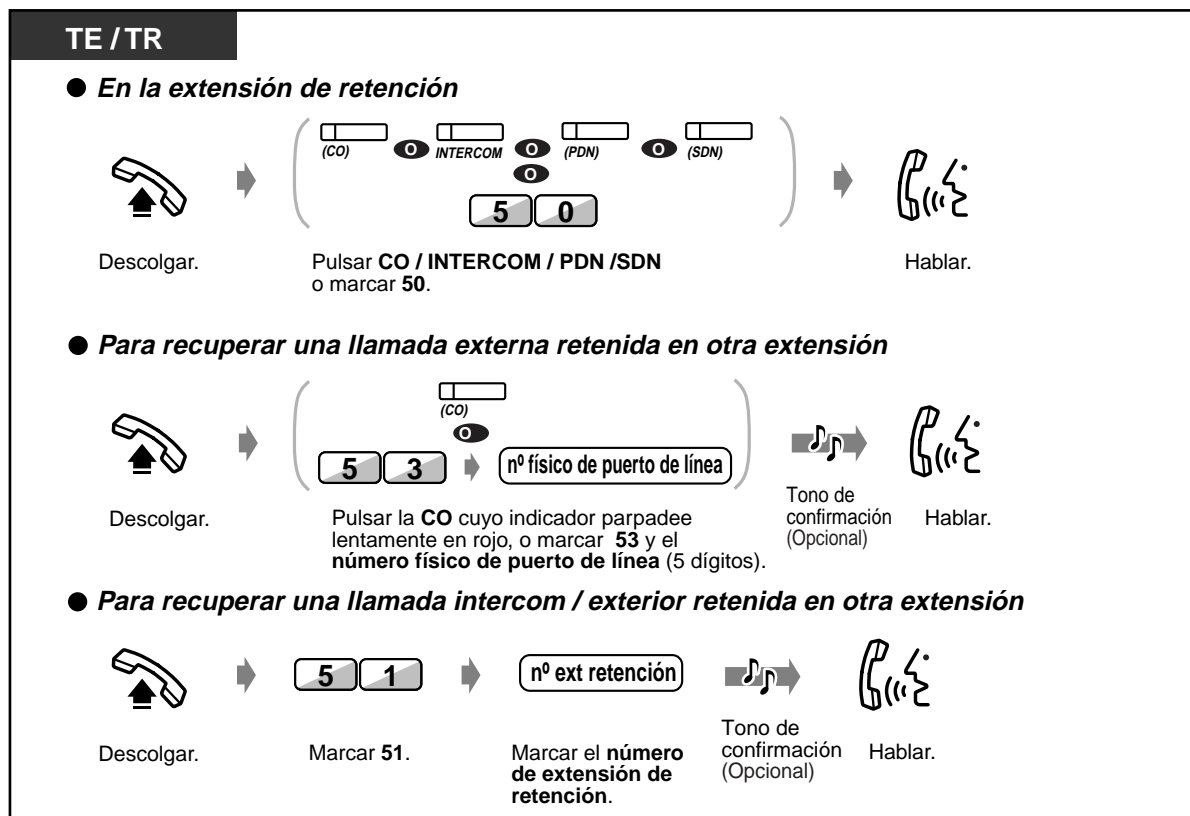 TE / TR
● En la extensión de retención
(CO) O INTERCOM O (PDN) O (SDN)
O
5 0
Descolgar.
Pulsar CO / INTERCOM / PDN /SDN
o marcar 50.
Hablar.
● Para recuperar una llamada externa retenida en otra extensión
(CO)
O
5 3 nº físico de puerto de línea
Descolgar.
Pulsar la CO cuyo indicador parpadee
lentamente en rojo, o marcar 53 y el
número físico de puerto de línea (5 dígitos).
Tono de
confirmación
(Opcional)
Hablar.
● Para recuperar una llamada intercom / exterior retenida en otra extensión
5 1 nº ext retención
Descolgar.
Marcar 51.
Marcar el número
de extensión de
retención.
Tono de
confirmación
(Opcional)
Hablar.